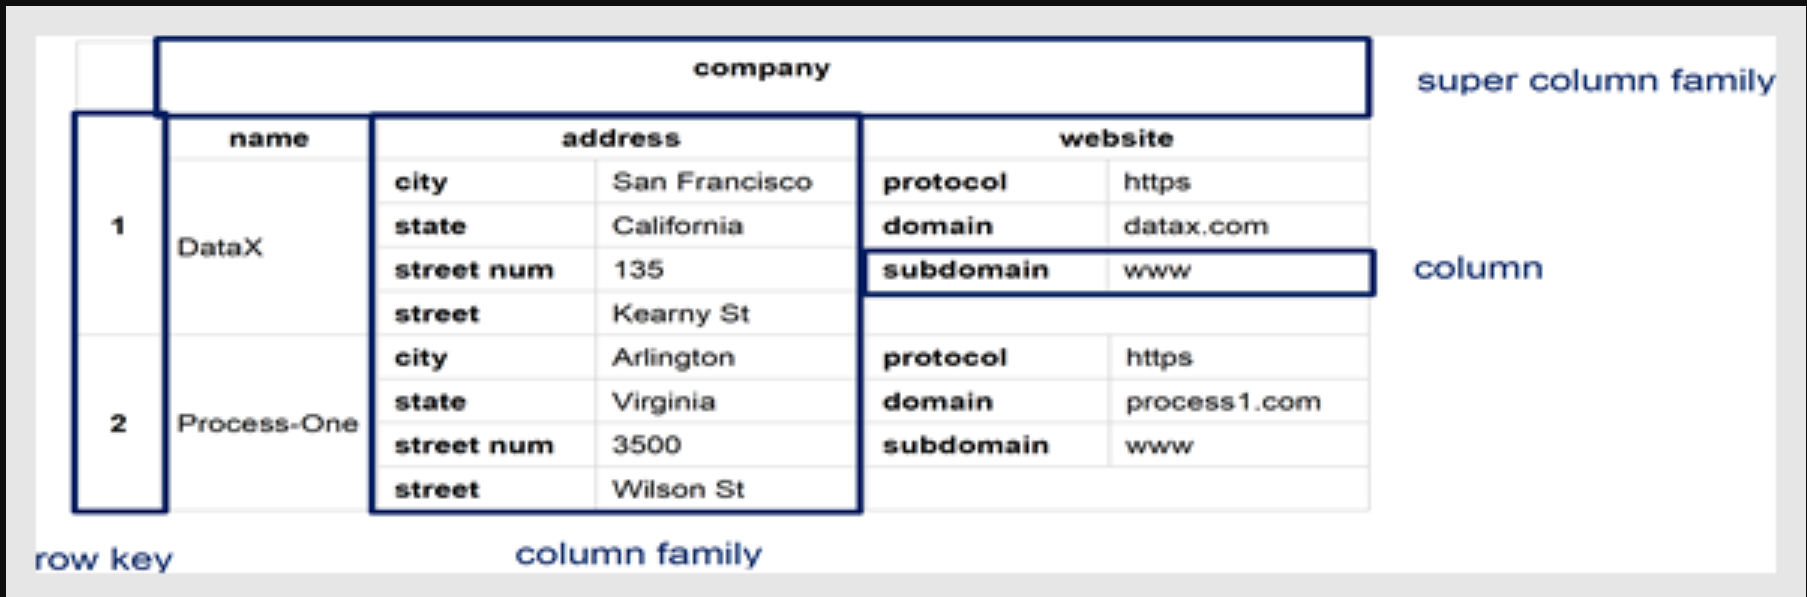 company
super column family
name address website
city San Francisco protocol https
1 state California domain datax.com
DataX
street num 135 subdomain www
column
street Kearny St
city Arlington protocol https
state Virginia domain process1.com
2 Process-One
street num 3500 subdomain www
street Wilson St
row key column family